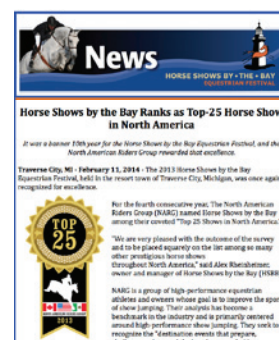 News
HORSE SHOWS BY • THE • BAY
EQUESTRIAN FESTIVAL
Horse Shows by the Bay Ranks as Top-25 Horse Show
in North America
It was a banner 10th year for the Horse Show by the Bay Equestrian Festival, and the
North American Riders Group rewarded that excellence.
Traverse City, MI - February 11, 2014 - The 2013 Horse Shows by the Bay
Equestrian Festival, held in the resort town of Traverse City, Michigan, was once again
recognized for excellence.
For the fourth consecutive year, The North American
Riders Group (NARG) named Horse Shows by the Bay
among their coveted "Top 25 Shows in North America."
"We are very pleased with the outcome of the survey
and to be placed squarely on the list among so many
other prestigious horse shows
throughout North America," said Alex Rheinheimer,
owner and manager of Horse Shows by the Bay (HSBB
NARG is a group of high-performance equestrian
athletes and owners whose goal is to improve the sport
of show jumping. Their analysis has become a
benchmark in the industry and is primarily centered
around high-performance show jumping. They seek to
recognize the "destination events that prepare,
TOP
25
2013